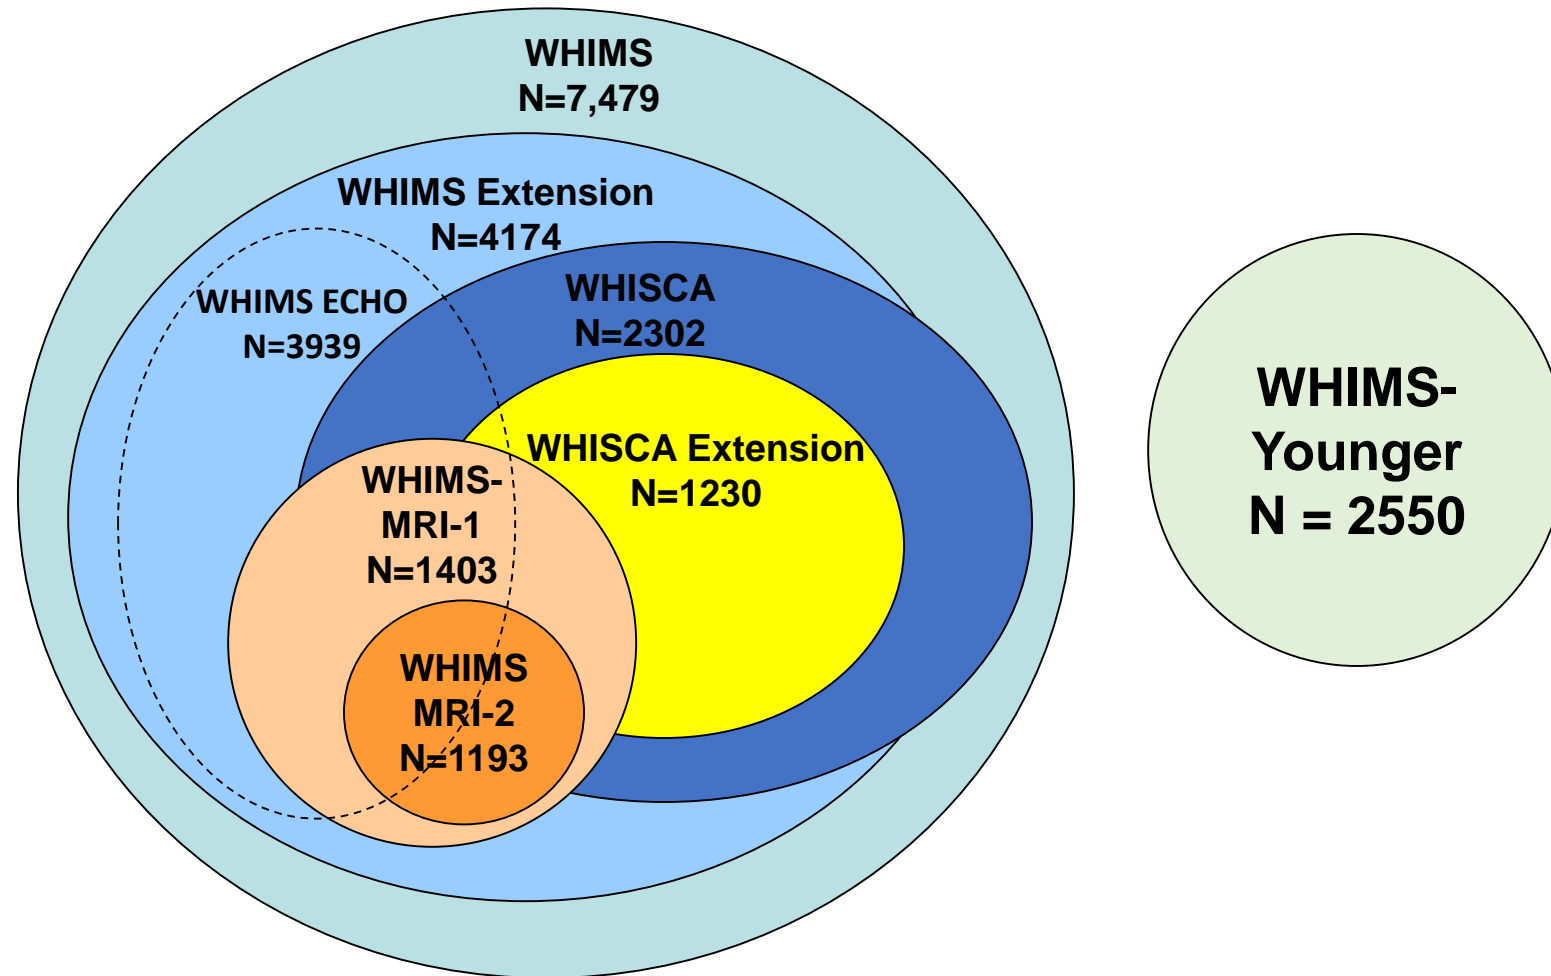 WHIMS
N=7,479
WHIMS Extension
N=4174
WHIMS ECHO
N=3939
WHISCA
N=2302
WHISCA Extension
N=1230
WHIMS-
MRI-1
N=1403
WHIMS
MRI-2
N=1193
WHIMS-
Younger
N = 2550